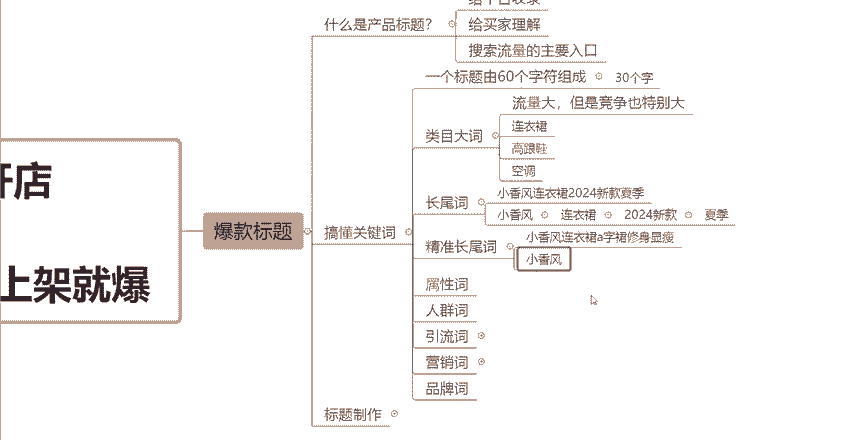 什么是产品标题?
给买家理解
搜索流量的主要入口
一个标题由60个字符组成
30个字
流量大，但是竞争也特别大
类目大词
连衣裙
高跟鞋
空调
开店
上架就爆
爆款标题
搞懂关键词
长尾词
小香风连衣裙2024新款夏季
小香风
连衣裙
2024新款
夏季
精准长尾词
小香风连衣裙a字裙修身显瘦
小香风
属性词
人群词
引流词
营销词
品牌词
标题制作